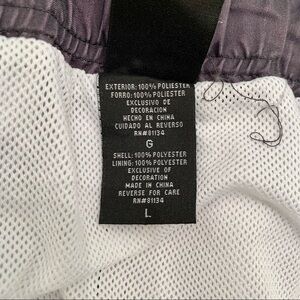 EXTERIOR: 100% POLIESTER
FORRO: 100% POLIESTER
EXCLUSIVO DE
DECORACION
HECHO EN CHINA
CUIDADO AL REVERSO
RN#81134
G
SHELL: 100% POLYESTER
LINING: 100% POLYESTER
EXCLUSIVE OF
DECORATION
MADE IN CHINA
REVERSE FOR CARE
RN#81134
L